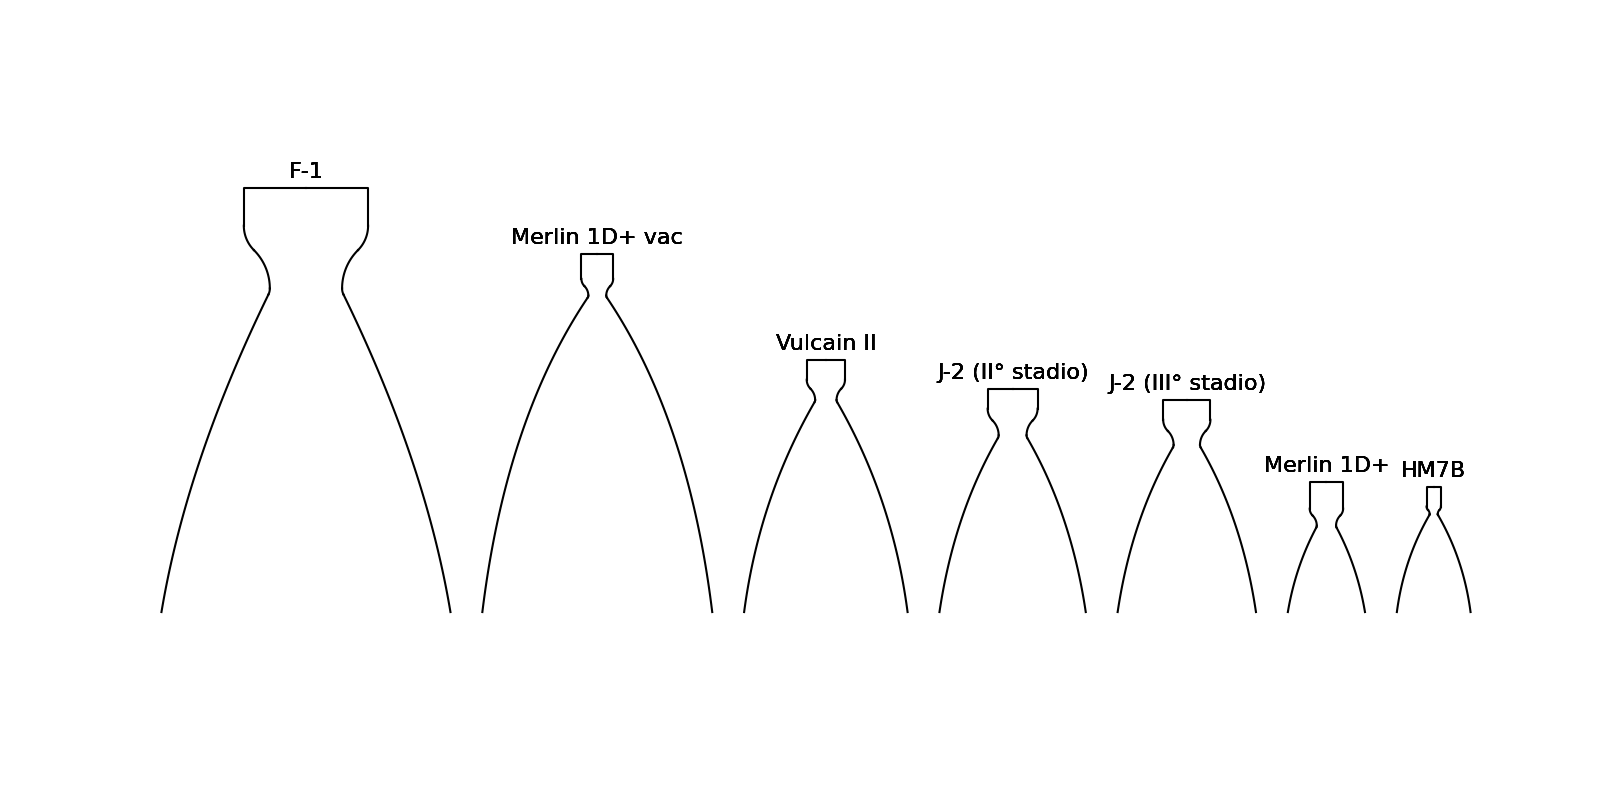 F-1
Merlin 1D+ vac
Vulcain II
J-2 (II° stadio)
J-2 (III° stadio)
Merlin 1D+
HM7B